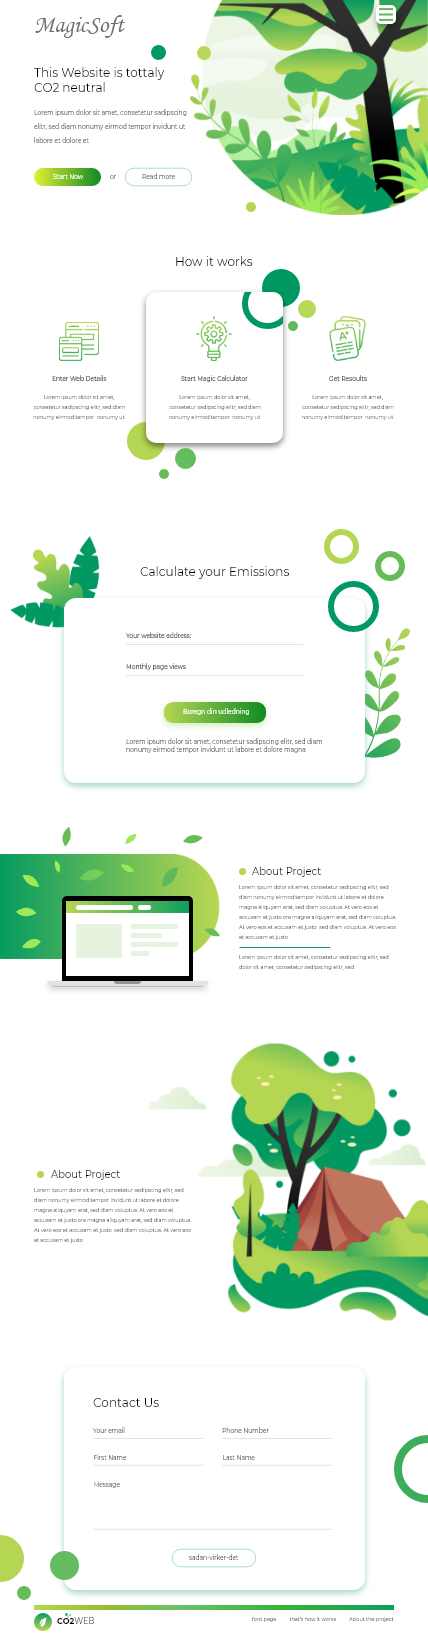 MagicSoft
This Website is tottaly
CO2 neutral
Lorem ipsum dolor sit amet, consetetur sadipscing
elitr, sed diam nonumy eirmod tempor invidunt ut
labore et dolore et
Start Now or Read more
How it works
Enter Web Details
Lorem ipsum dolor sit amet,
consetetur sadipscing elitr, sed diam
nonumy eirmod tempor nonumy ut
Start Magic Calculator
Lorem ipsum dolor sit amet,
consetetur sadipscing elitr, sed diam
nonumy eirmod tempor nonumy ut
A+
Get Resoults
Lorem ipsum dolor sit amet,
consetetur sadipscing elitr, sed diam
nonumy eirmod tempor nonumy ut
Calculate your Emissions
Your website address:
Monthly page views
Boregn din udledning
Lorem ipsum dolor sit amet, consetetur sadipscing elitr, sed diam
nonumy eirmod tempor invidunt ut labore et dolore magna
About Project
Lorem ipsum dolor sit amet, consetetur sadipscing elitr, sed
diam nonumy eirmod tempor invidunt ut labore et dolore
magna aliquyam erat, sed diam voluptua. At vero eos et
accusam et justo ore magna aliquyam erat, sed diam voluptua.
At vero eos et accusam et justo sed diam voluptua. At vero eos
et accusam et justo
Lorem ipsum dolor sit amet, consetetur sadipscing elitr, sed
dolor sit amet, consetetur sadipscing elitr, sed
About Project
Lorem ipsum dolor sit amet, consetetur sadipscing elitr, sed
diam nonumy eirmod tempor invidunt ut labore et dolore
magna aliquyam erat, sed diam voluptua. At vero eos et
accusam et justo ore magna aliquyam erat, sed diam voluptua.
At vero eos et accusam et justo sed diam voluptua. At vero eos
et accusam et justo
Contact Us
Your email Phone Number
First Name Last Name
Message
sadan-virker-det
CO2WEB
fons page that's how it works About the project